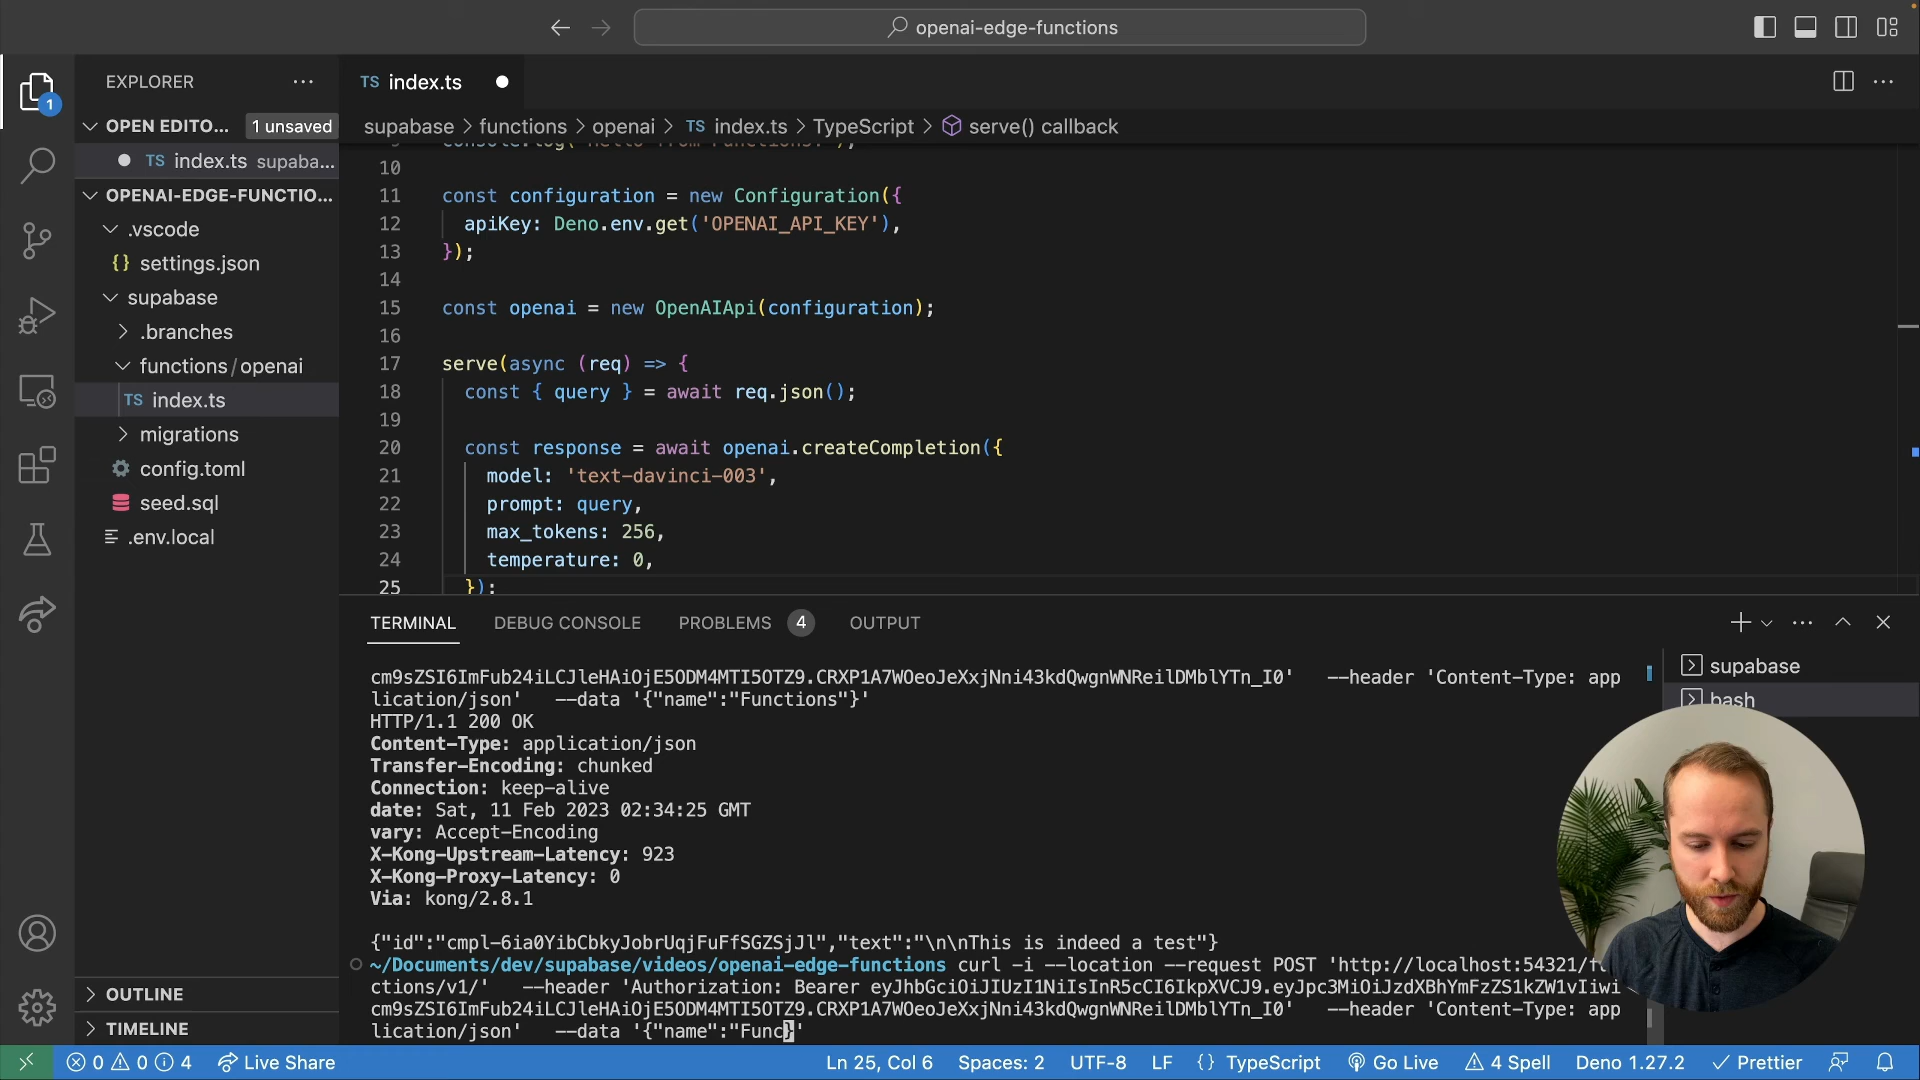 openai-edge-functions
EXPLORER
TS index.ts
OPEN EDITO... 1 unsaved
TS index.ts supaba...
OPENAI-EDGE-FUNCTIO...
.vscode
{} settings.json
supabase
.branches
functions/openai
TS index.ts
migrations
config.toml
seed.sql
.env.local
OUTLINE
TIMELINE
1
supabase > functions > openai > TS index.ts > TypeScript > serve() callback
10
11 const configuration = new Configuration({
12 apiKey: Deno.env.get('OPENAI_API_KEY'),
13 });
14
15 const openai = new OpenAIApi(configuration);
16
17 serve(async (req) => {
18 const { query } = await req.json();
19
20 const response = await openai.createCompletion({
21 model: 'text-davinci-003',
22 prompt: query,
23 max_tokens: 256,
24 temperature: 0,
25 });
TERMINAL DEBUG CONSOLE PROBLEMS 4 OUTPUT
cm9sZSI6ImFub24iLCJleHAiOjE5ODM4MTI5OTZ9.CRXP1A7WOeoJeXxjNni43kdQwgnWNReilDMblYTn_I0' --header 'Content-Type: app
lication/json' --data '{"name":"Functions"}'
HTTP/1.1 200 OK
Content-Type: application/json
Transfer-Encoding: chunked
Connection: keep-alive
date: Sat, 11 Feb 2023 02:34:25 GMT
vary: Accept-Encoding
X-Kong-Upstream-Latency: 923
X-Kong-Proxy-Latency: 0
Via: kong/2.8.1
{"id":"cmpl-6ia0YibCbkyJobrUqjFuFfSGZSjJl","text":"\n\nThis is indeed a test"}
~/Documents/dev/supabase/videos/openai-edge-functions curl -i --location --request POST 'http://localhost:54321/
ctions/v1/' --header 'Authorization: Bearer eyJhbGciOiJIUzI1NiIsInR5cCI6IkpXVCJ9.eyJpc3MiOiJzdXBhYmFzZS1kZW1vIiwi
cm9sZSI6ImFub24iLCJleHAiOjE5ODM4MTI5OTZ9.CRXP1A7WOeoJeXxjNni43kdQwgnWNReilDMblYTn_I0' --header 'Content-Type: app
lication/json' --data '{"name":"Func}'
supabase
bash
0 0 4 Live Share Ln 25, Col 6 Spaces: 2 UTF-8 LF {} TypeScript Go Live 4 Spell Deno 1.27.2 Prettier